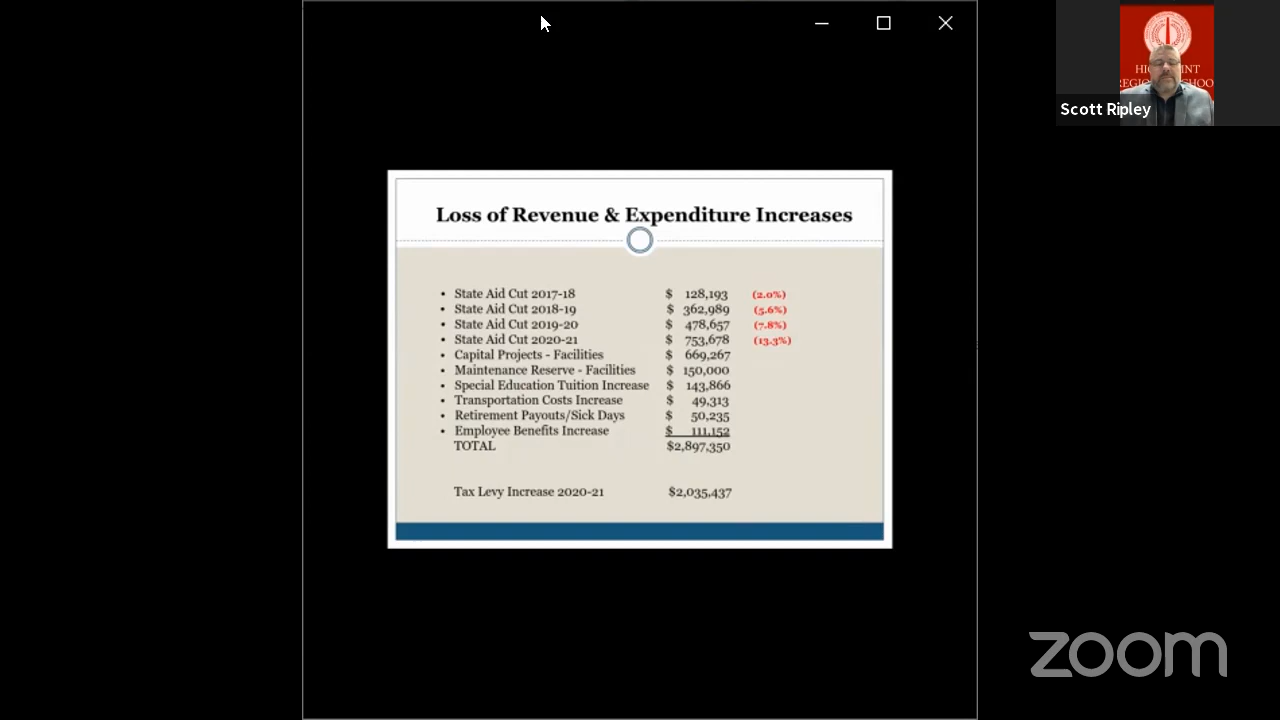 Loss of Revenue & Expenditure Increases
• State Aid Cut 2017-18 $ 128,193 (2.0%)
• State Aid Cut 2018-19 $ 362,989 (5.6%)
• State Aid Cut 2019-20 $ 478,657 (7.8%)
• State Aid Cut 2020-21 $ 753,678 (13.3%)
• Capital Projects - Facilities $ 669,267
• Maintenance Reserve - Facilities $ 150,000
• Special Education Tuition Increase $ 143,866
• Transportation Costs Increase $ 49,313
• Retirement Payouts/Sick Days $ 50,235
• Employee Benefits Increase $ 111,152
TOTAL $2,897,350
Tax Levy Increase 2020-21 $2,035,437
Scott Ripley
zoom